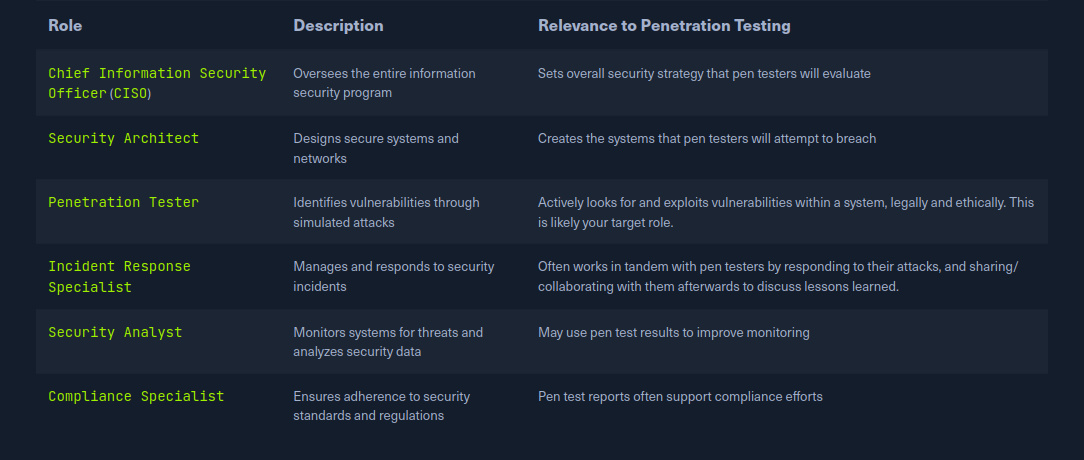 Role Description Relevance to Penetration Testing
Chief Information Security Officer (CISO) Oversees the entire information security program Sets overall security strategy that pen testers will evaluate
Security Architect Designs secure systems and networks Creates the systems that pen testers will attempt to breach
Penetration Tester Identifies vulnerabilities through simulated attacks Actively looks for and exploits vulnerabilities within a system, legally and ethically. This is likely your target role.
Incident Response Specialist Manages and responds to security incidents Often works in tandem with pen testers by responding to their attacks, and sharing/collaborating with them afterwards to discuss lessons learned.
Security Analyst Monitors systems for threats and analyzes security data May use pen test results to improve monitoring
Compliance Specialist Ensures adherence to security standards and regulations Pen test reports often support compliance efforts